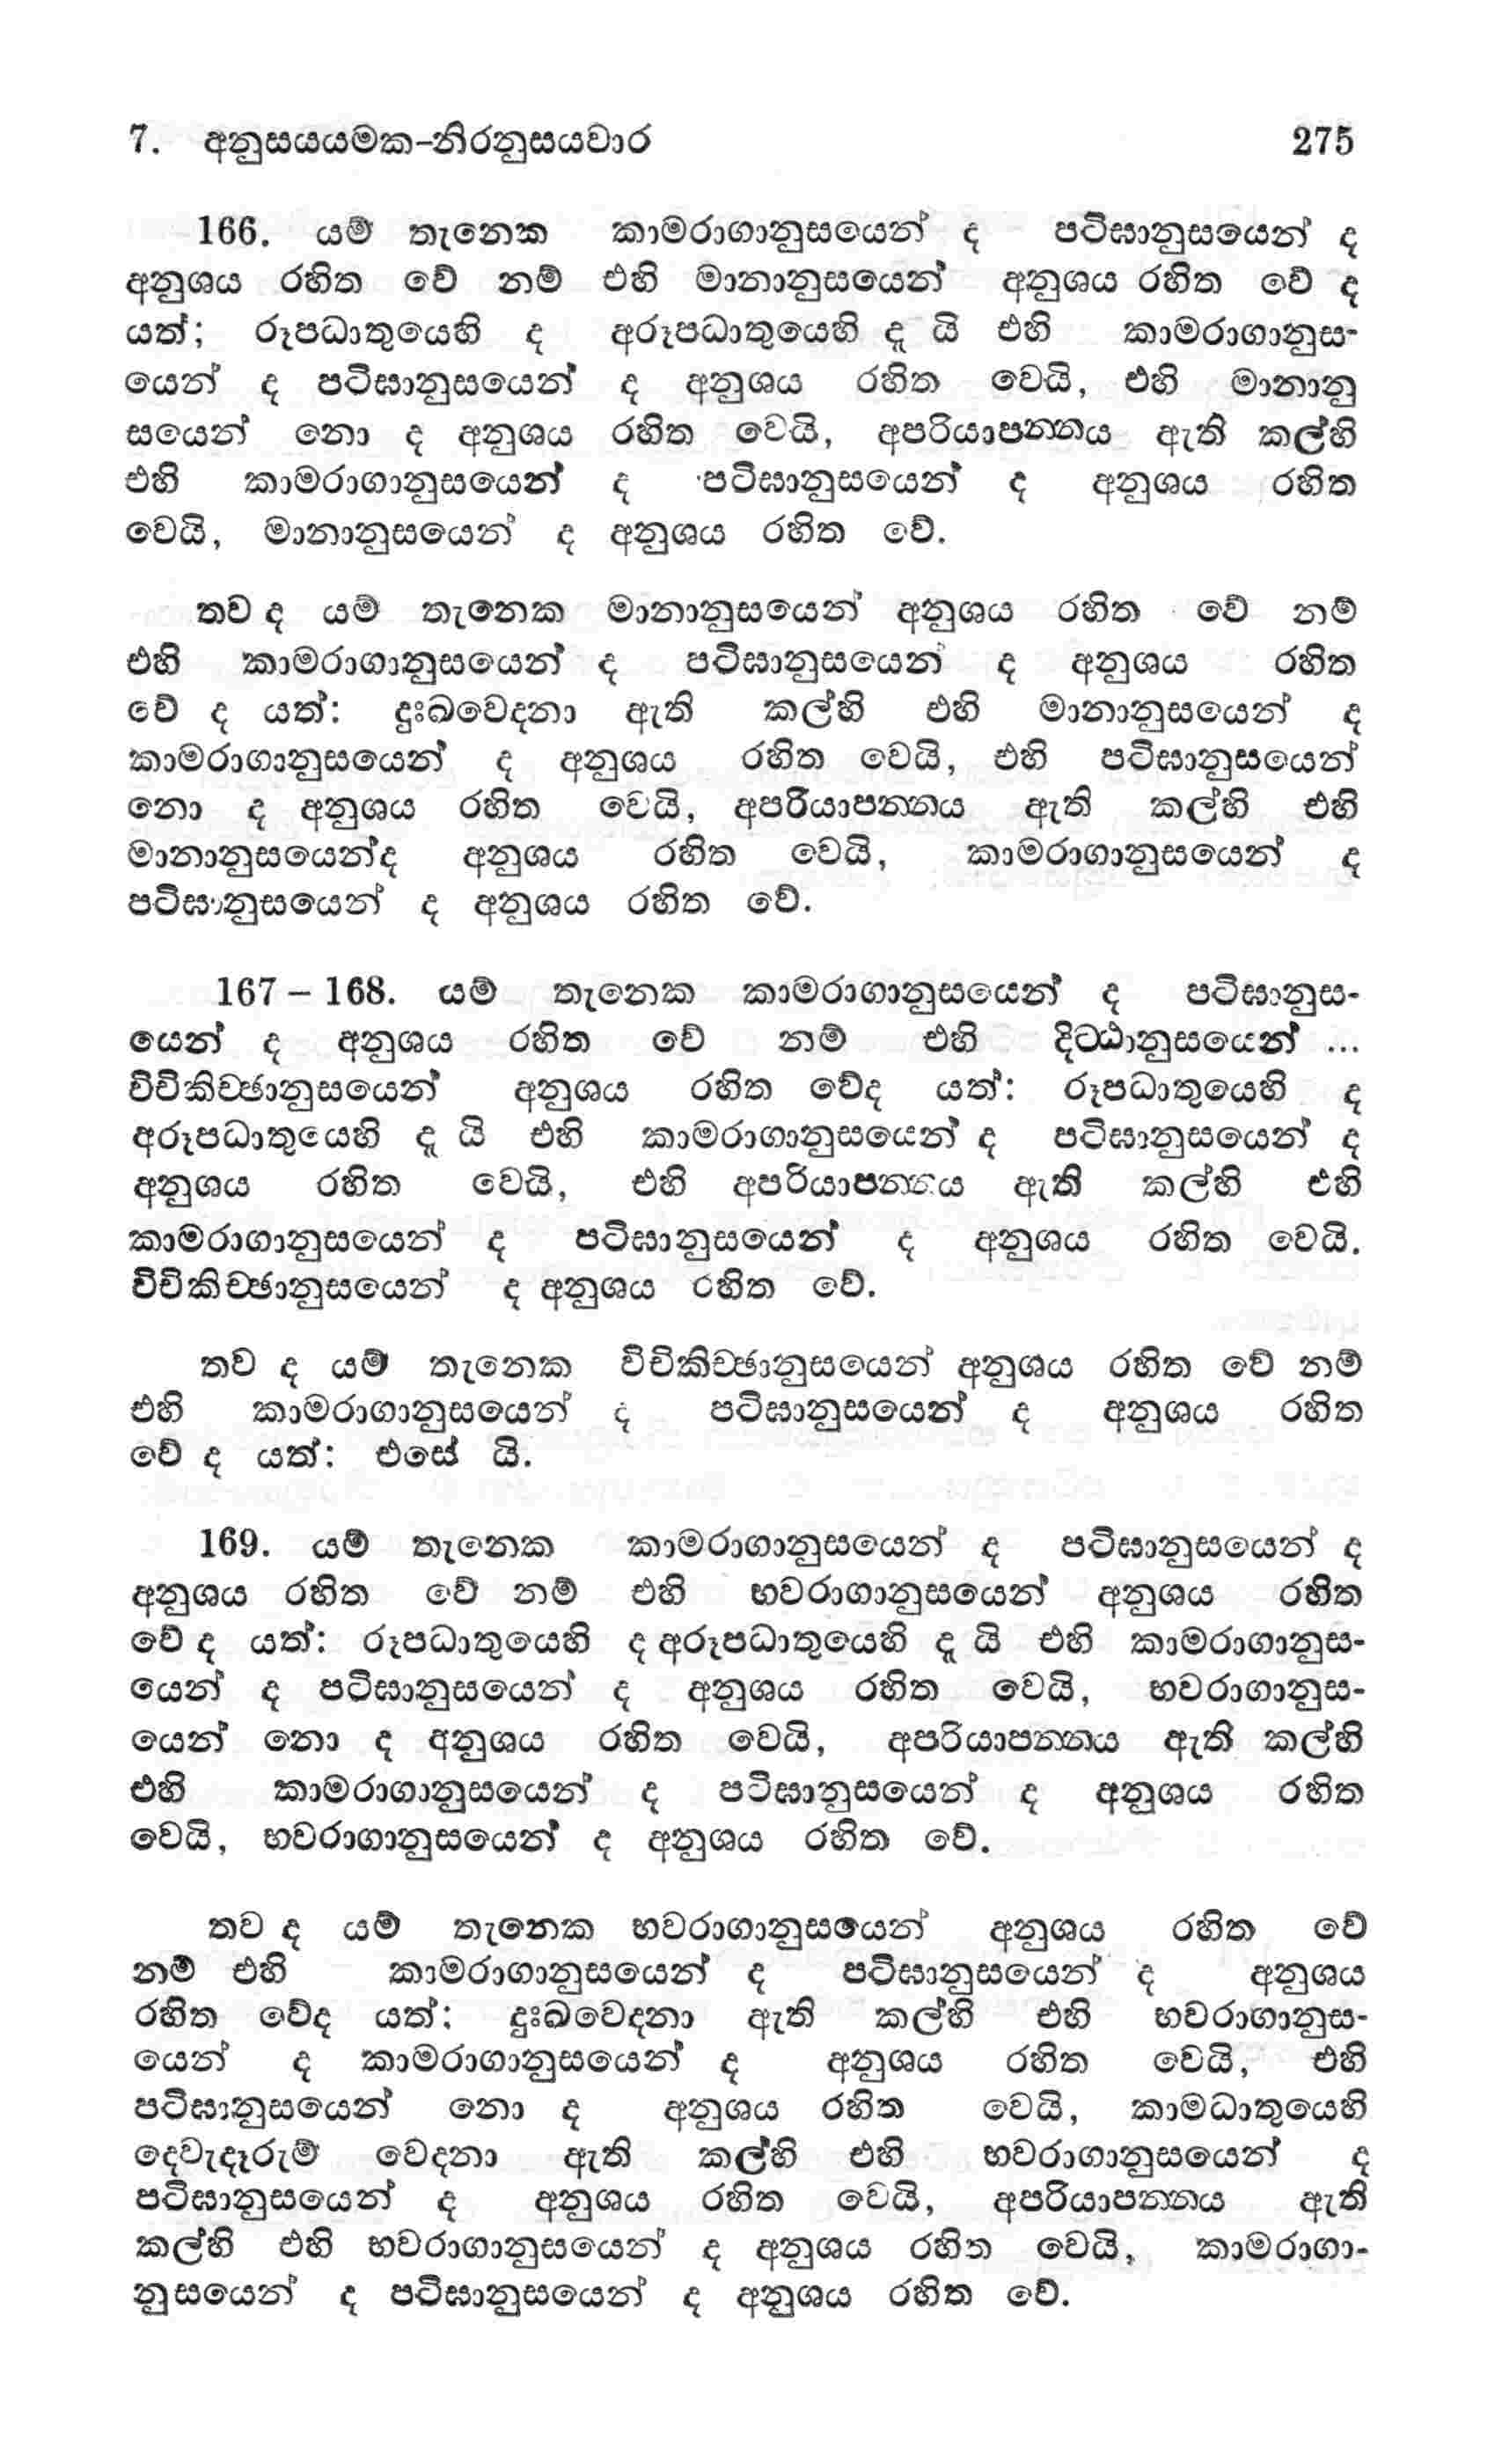 7. අනුසයයමක-නිරනුසයවාර 275
166. යම් තැනෙක කාමරාගානුසයෙන් ද පටිඝානුසයෙන් ද
අනුශය රහිත වේ නම් එහි මානානුසයෙන් අනුශය රහිත වේ ද
යත්; රූපධාතුයෙහි ද අරූපධාතුයෙහි දැ යි එහි කාමරාගානුස-
යෙන් ද පටිඝානුසයෙන් ද අනුශය රහිත වෙයි, එහි මානානු
සයෙන් නො ද අනුශය රහිත වෙයි, අපරියාපන්නය ඇති කල්හි
එහි කාමරාගානුසයෙන් ද පටිඝානුසයෙන් ද අනුශය රහිත
වෙයි, මානානුසයෙන් ද අනුශය රහිත වේ.
තව ද යම් තැනෙක මානානුසයෙන් අනුශය රහිත වේ නම්
එහි කාමරාගානුසයෙන් ද පටිඝානුසයෙන් ද අනුශය රහිත
වේ ද යත්: දුඃඛවෙදනා ඇති කල්හි එහි මානානුසයෙන් ද
කාමරාගානුසයෙන් ද අනුශය රහිත වෙයි, එහි පටිඝානුසයෙන්
නො ද අනුශය රහිත වෙයි, අපරියාපන්නය ඇති කල්හි එහි
මානානුසයෙන්ද අනුශය රහිත වෙයි, කාමරාගානුසයෙන් ද
පටිඝානුසයෙන් ද අනුශය රහිත වේ.
167 – 168. යම් තැනෙක කාමරාගානුසයෙන් ද පටිඝානුස-
යෙන් ද අනුශය රහිත වේ නම් එහි දිට්ඨානුසයෙන් ...
විචිකිච්ඡානුසයෙන් අනුශය රහිත වේද යත්: රූපධාතුයෙහි ද
අරූපධාතුයෙහි දැ යි එහි කාමරාගානුසයෙන් ද පටිඝානුසයෙන් ද
අනුශය රහිත වෙයි, එහි අපරියාපන්නය ඇති කල්හි එහි
කාමරාගානුසයෙන් ද පටිඝානුසයෙන් ද අනුශය රහිත වෙයි.
විචිකිච්ඡානුසයෙන් ද අනුශය රහිත වේ.
තව ද යම් තැනෙක විචිකිච්ඡානුසයෙන් අනුශය රහිත වේ නම්
එහි කාමරාගානුසයෙන් ද පටිඝානුසයෙන් ද අනුශය රහිත
වේ ද යත්: එසේ යි.
169. යම් තැනෙක කාමරාගානුසයෙන් ද පටිඝානුසයෙන් ද
අනුශය රහිත වේ නම් එහි භවරාගානුසයෙන් අනුශය රහිත
වේ ද යත්: රූපධාතුයෙහි ද අරූපධාතුයෙහි දැ යි එහි කාමරාගානුස-
යෙන් ද පටිඝානුසයෙන් ද අනුශය රහිත වෙයි, භවරාගානුස-
යෙන් නො ද අනුශය රහිත වෙයි, අපරියාපන්නය ඇති කල්හි
එහි කාමරාගානුසයෙන් ද පටිඝානුසයෙන් ද අනුශය රහිත
වෙයි, භවරාගානුසයෙන් ද අනුශය රහිත වේ.
තව ද යම් තැනෙක භවරාගානුසයෙන් අනුශය රහිත වේ
නම් එහි කාමරාගානුසයෙන් ද පටිඝානුසයෙන් ද අනුශය
රහිත වේද යත්: දුඃඛවෙදනා ඇති කල්හි එහි භවරාගානුස-
යෙන් ද කාමරාගානුසයෙන් ද අනුශය රහිත වෙයි, එහි
පටිඝානුසයෙන් නො ද අනුශය රහිත වෙයි, කාමධාතුයෙහි
දෙවැදෑරුම් වෙදනා ඇති කල්හි එහි භවරාගානුසයෙන් ද
පටිඝානුසයෙන් ද අනුශය රහිත වෙයි, අපරියාපන්නය ඇති
කල්හි එහි භවරාගානුසයෙන් ද අනුශය රහිත වෙයි, කාමරාගා-
නුසයෙන් ද පටිඝානුසයෙන් ද අනුශය රහිත වේ.